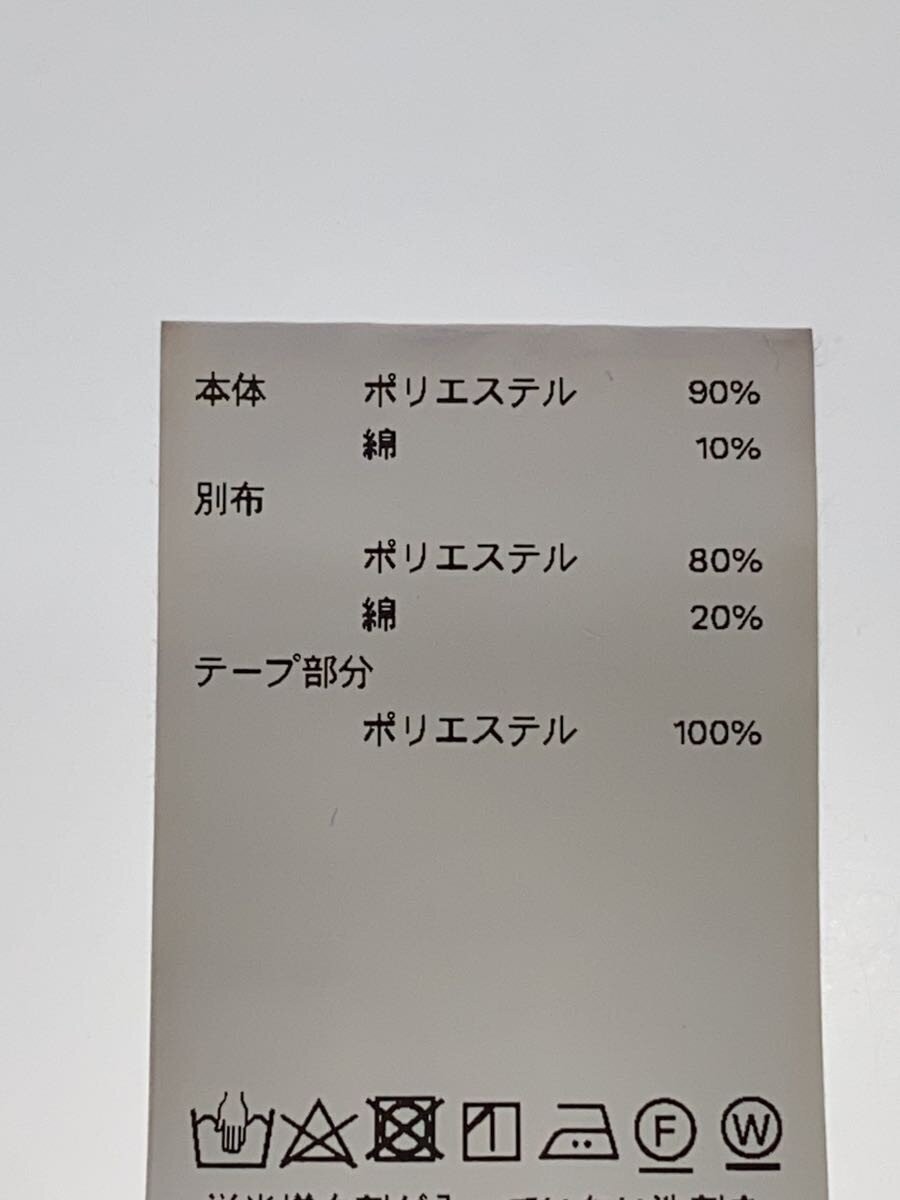 本体 ポリエステル 90%
綿 10%
別布
ポリエステル 80%
綿 20%
テープ部分
ポリエステル 100%
F W